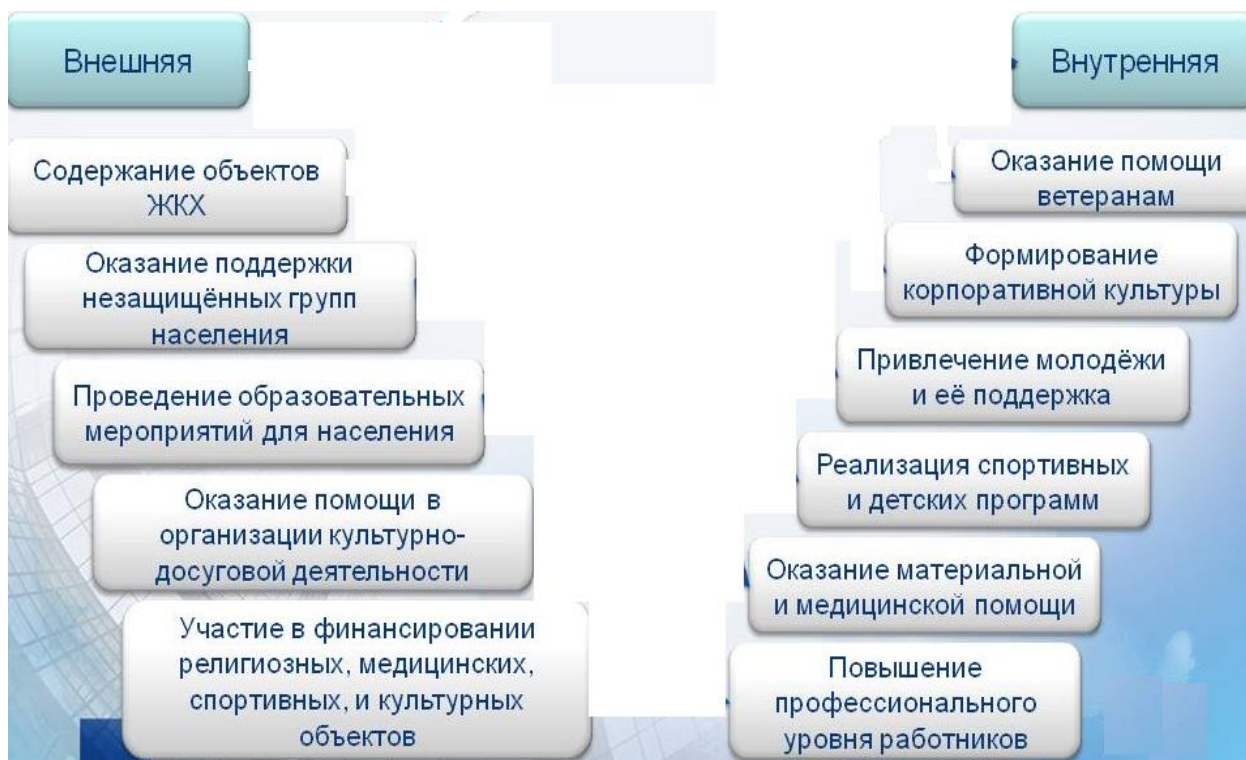 Внешняя
Содержание объектов
ЖКХ
Оказание поддержки
незащищённых групп
населения
Проведение образовательных
мероприятий для населения
Оказание помощи в
организации культурно-
досуговой деятельности
Участие в финансировании
религиозных, медицинских,
спортивных, и культурных
объектов
Внутренняя
Оказание помощи
ветеранам
Формирование
корпоративной культуры
Привлечение молодёжи
и её поддержка
Реализация спортивных
и детских программ
Оказание материальной
и медицинской помощи
Повышение
профессионального
уровня работников